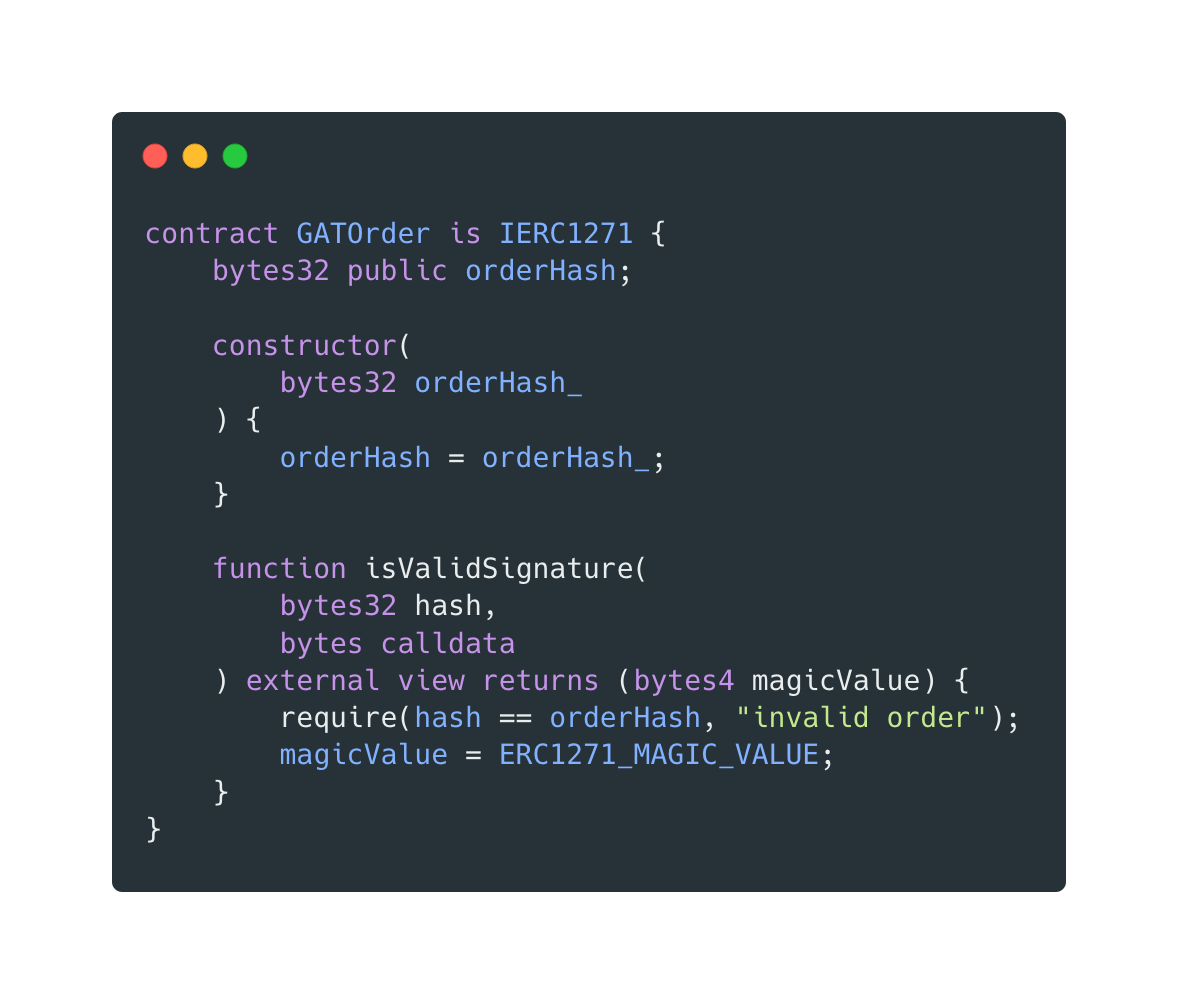 contract GATOrder is IERC1271 {
    bytes32 public orderHash;

    constructor(
        bytes32 orderHash_
    ) {
        orderHash = orderHash_;
    }

    function isValidSignature(
        bytes32 hash,
        bytes calldata
    ) external view returns (bytes4 magicValue) {
        require(hash == orderHash, "invalid order");
        magicValue = ERC1271_MAGIC_VALUE;
    }
}